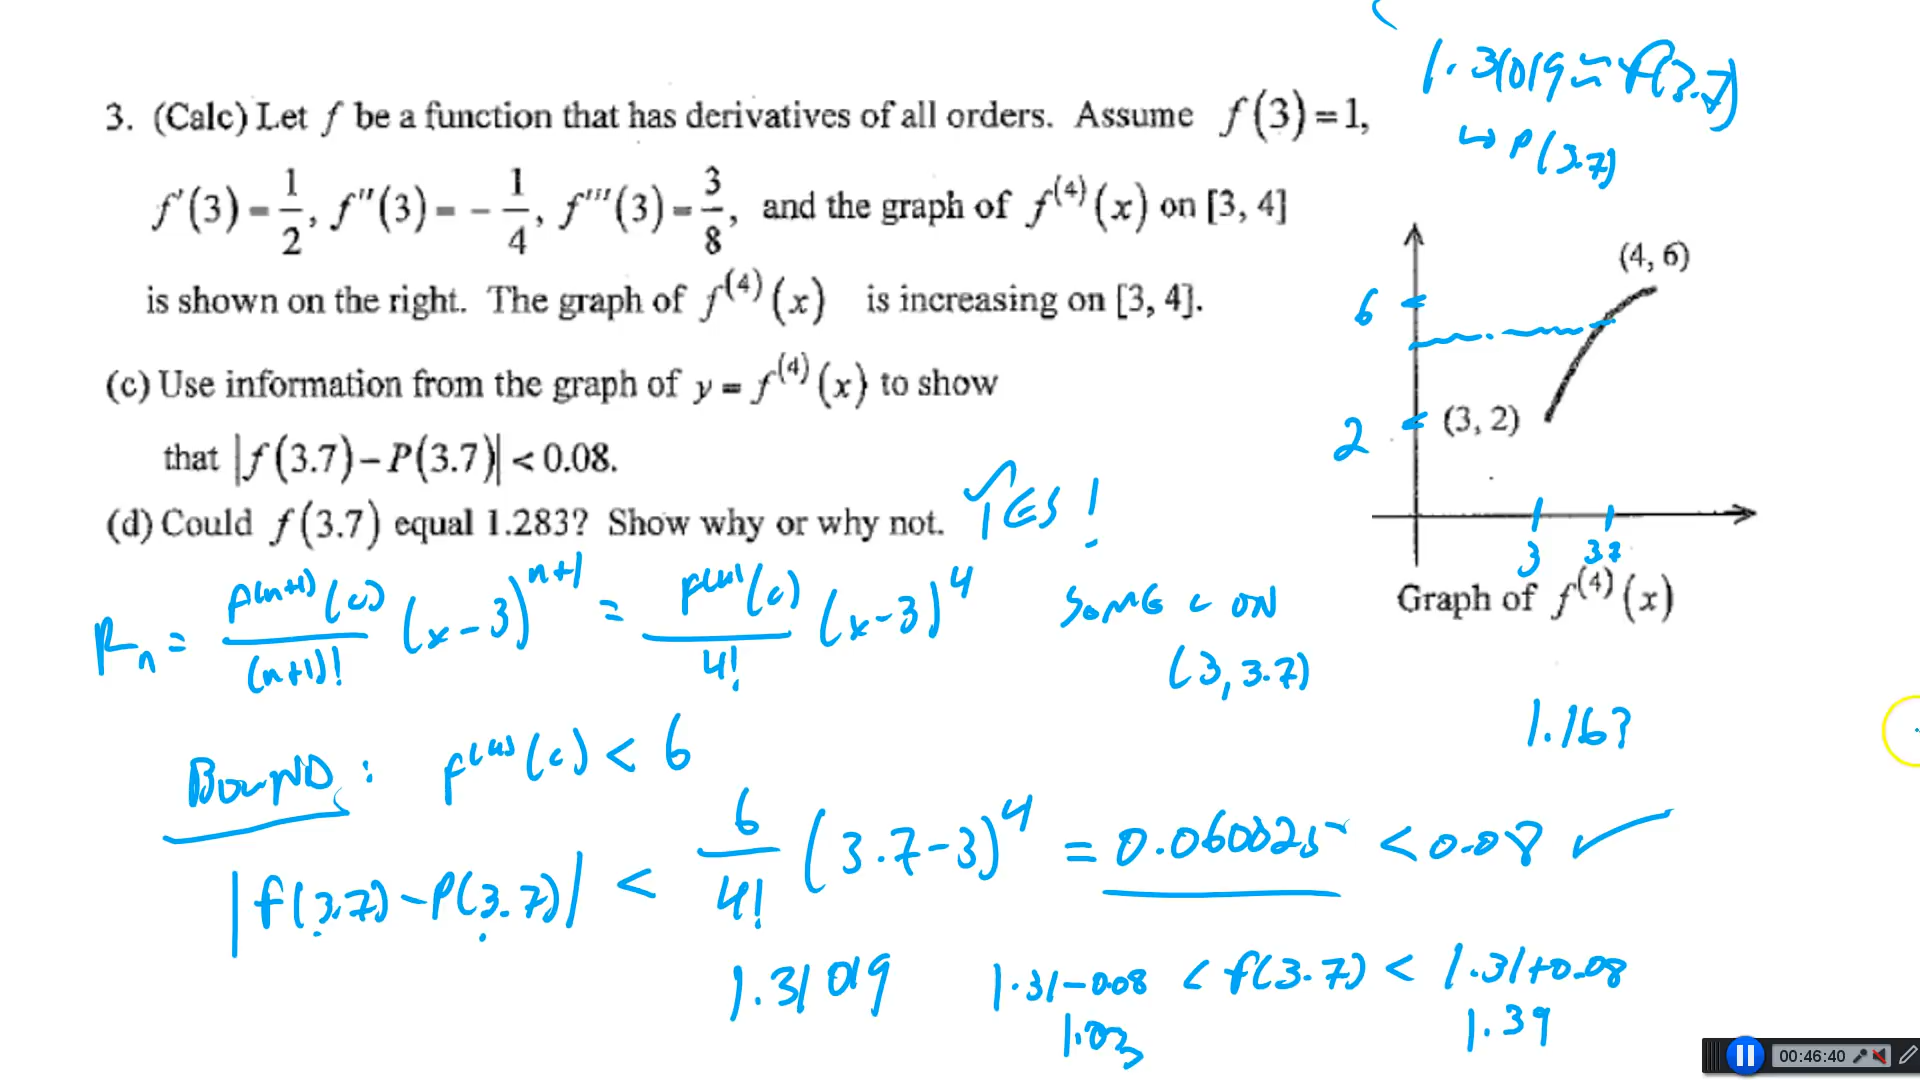 1.31019 ≈ f(3.7)
↳ P(3.7)
3. (Calc) Let f be a function that has derivatives of all orders. Assume f(3)=1,
f'(3)=1/2, f''(3)=-1/4, f'''(3)=3/8, and the graph of f^(4)(x) on [3, 4]
is shown on the right. The graph of f^(4)(x) is increasing on [3, 4].
(c) Use information from the graph of y = f^(4)(x) to show
that |f(3.7)-P(3.7)| < 0.08.
(d) Could f(3.7) equal 1.283? Show why or why not. YES!
(4, 6)
6
2
(3, 2)
3 3.7
Graph of f^(4)(x)
Rn = f^(n+1)(c)/(n+1)! (x-3)^n+1 = f^(4)(c)/4! (x-3)^4 SOME c ON
(3, 3.7)
1.163
BOUND: f^(4)(c) < 6
|f(3.7)-P(3.7)| < 6/4! (3.7-3)^4 = 0.060025 < 0.08 ✓
1.31019 1.31-0.08 < f(3.7) < 1.31+0.08
1.03 1.39
00:46:40